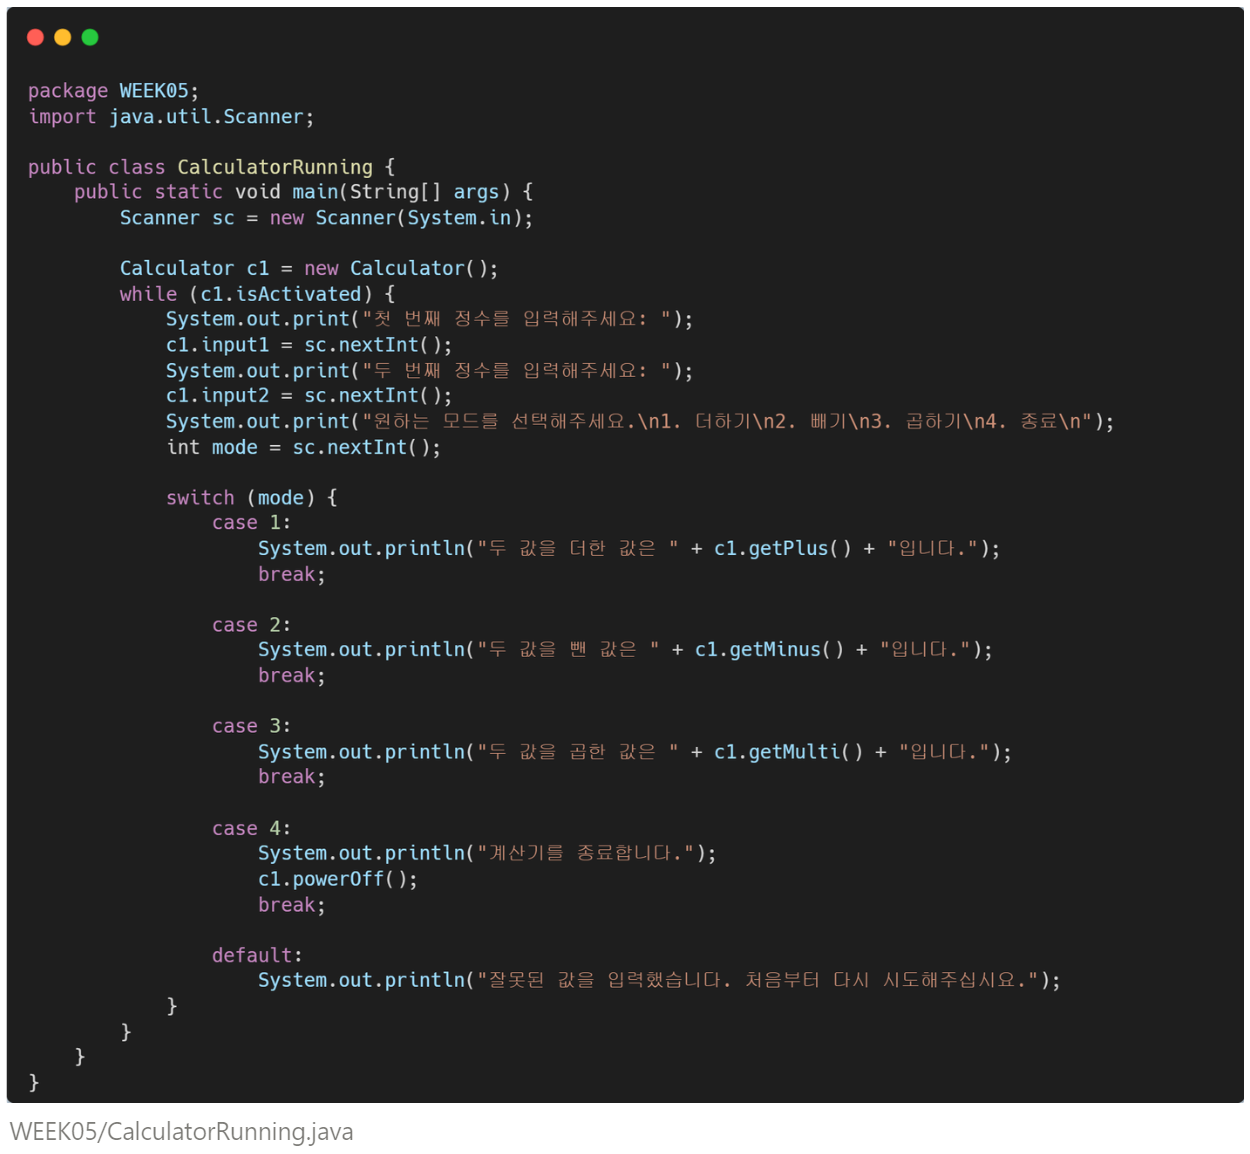 package WEEK05;
import java.util.Scanner;
public class CalculatorRunning {
public static void main(String[] args) {
Scanner sc = new Scanner(System.in);
Calculator c1 = new Calculator();
while (c1.isActivated) {
System.out.print("첫 번째 정수를 입력해주세요: ");
c1.input1 = sc.nextInt();
System.out.print("두 번째 정수를 입력해주세요: ");
c1.input2 = sc.nextInt();
System.out.print("원하는 모드를 선택해주세요.\n1. 더하기\n2. 빼기\n3. 곱하기\n4. 종료\n");
int mode = sc.nextInt();
switch (mode) {
case 1:
System.out.println("두 값을 더한 값은 " + c1.getPlus() + "입니다.");
break;
case 2:
System.out.println("두 값을 뺀 값은 " + c1.getMinus() + "입니다.");
break;
case 3:
System.out.println("두 값을 곱한 값은 " + c1.getMulti() + "입니다.");
break;
case 4:
System.out.println("계산기를 종료합니다.");
c1.powerOff();
break;
default:
System.out.println("잘못된 값을 입력했습니다. 처음부터 다시 시도해주십시요.");
}
}
}
}
WEEK05/CalculatorRunning.java